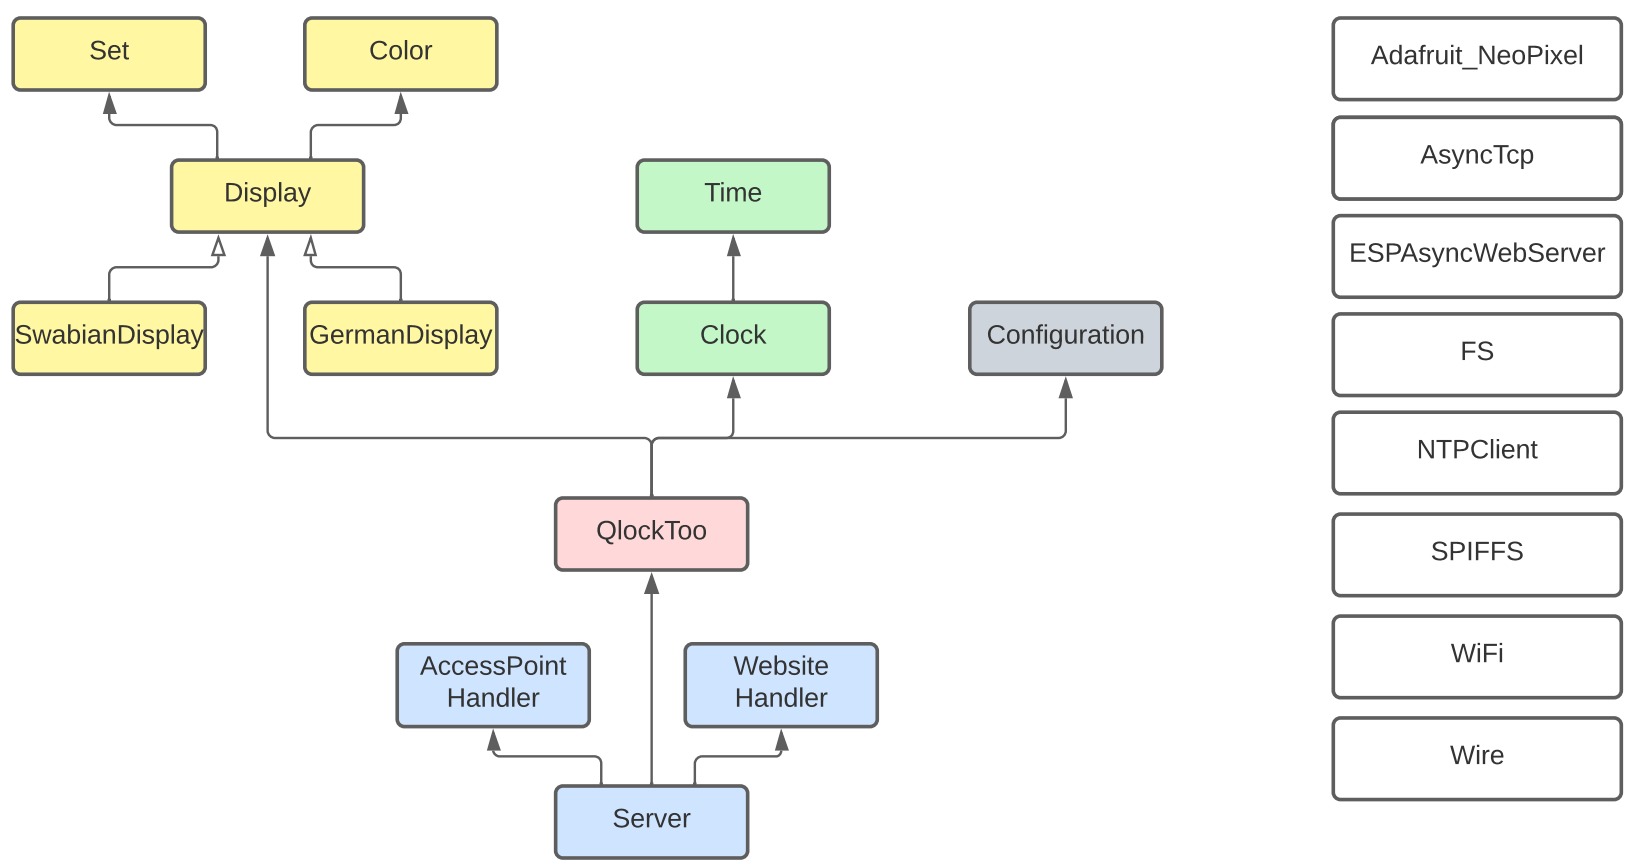 Set
Color
Display
Time
SwabianDisplay
GermanDisplay
Clock
Configuration
QlockToo
AccessPoint
Handler
Website
Handler
Server
Adafruit_NeoPixel
AsyncTcp
ESPAsyncWebServer
FS
NTPClient
SPIFFS
WiFi
Wire